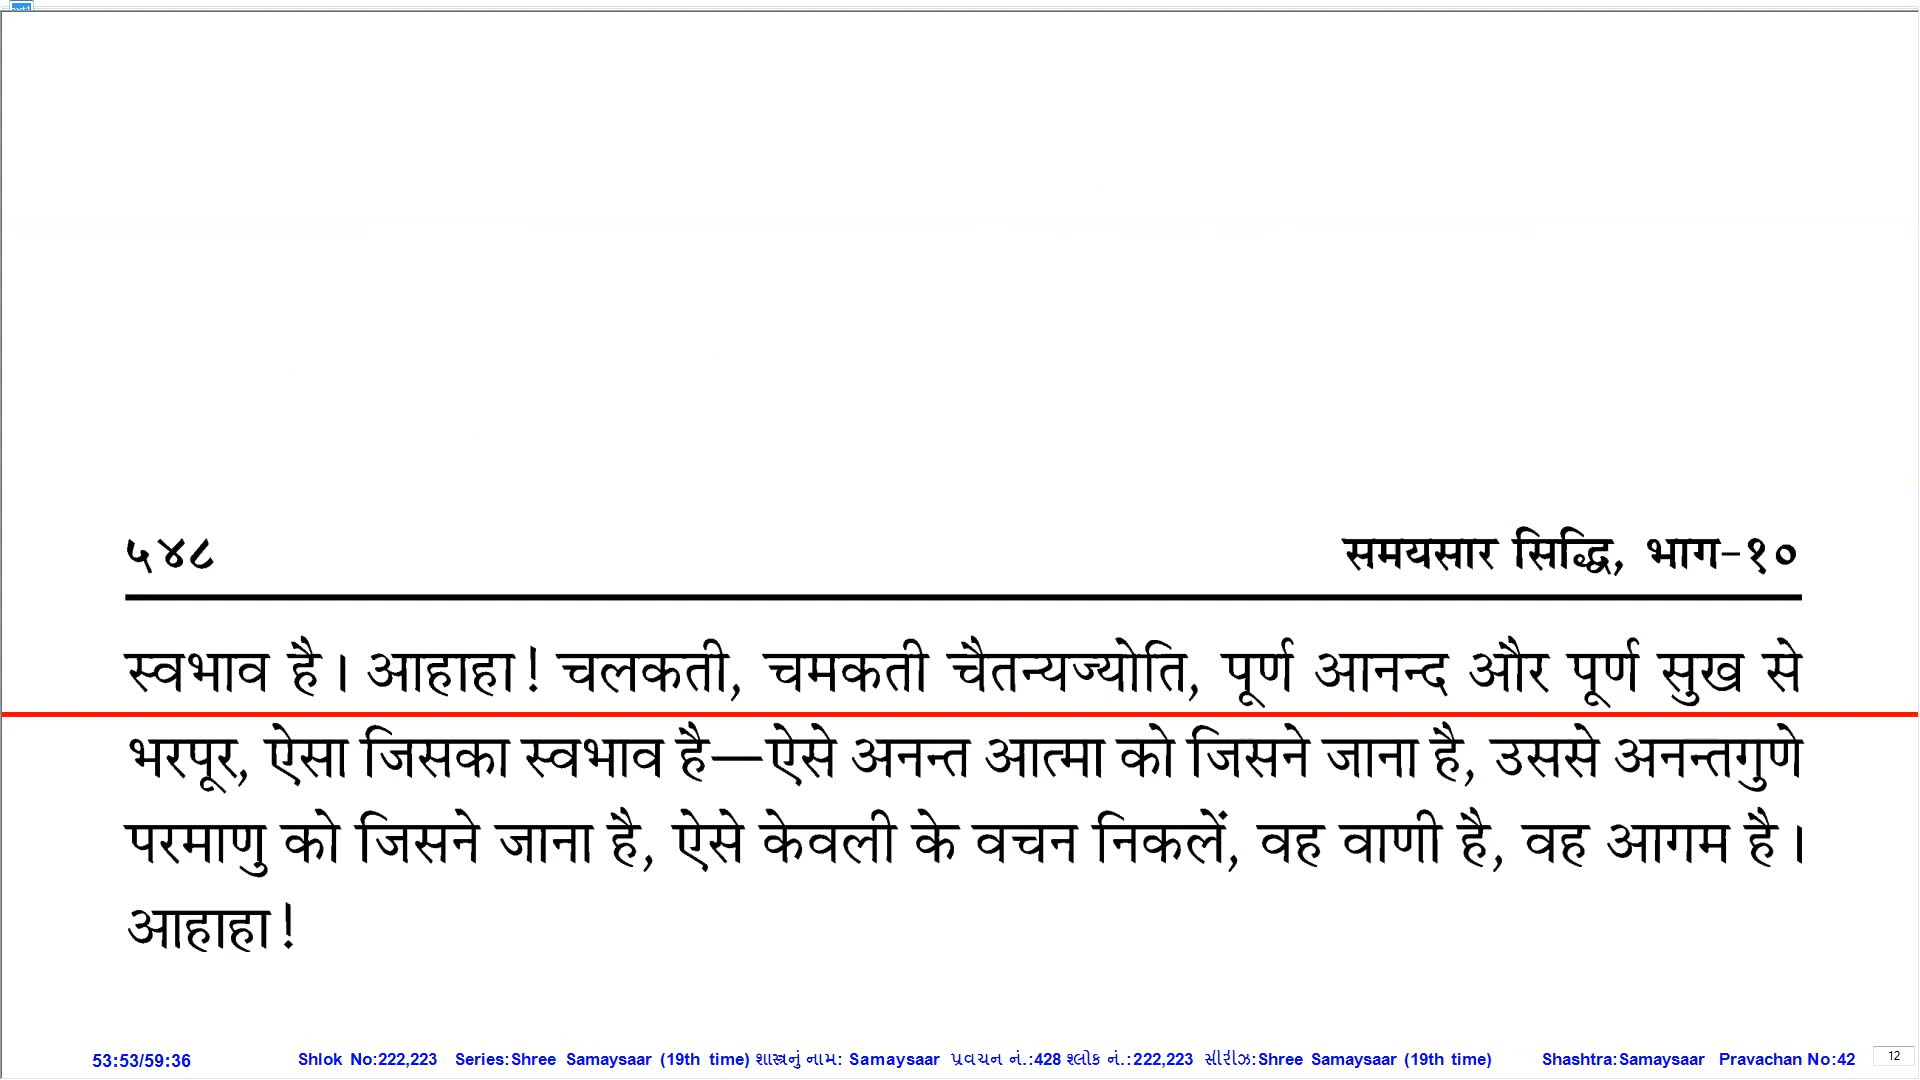 ५४८ समयसार सिद्धि, भाग-१०
स्वभाव है। आहाहा! चलकती, चमकती चैतन्यज्योति, पूर्ण आनन्द और पूर्ण सुख से
भरपूर, ऐसा जिसका स्वभाव है—ऐसे अनन्त आत्मा को जिसने जाना है, उससे अनन्तगुणे
परमाणु को जिसने जाना है, ऐसे केवली के वचन निकलें, वह वाणी है, वह आगम है।
आहाहा!
53:53/59:36 Shlok No:222,223 Series:Shree Samaysaar (19th time) શાસ્ત્રનું નામ: Samaysaar પ્રવચન નં.:428 શ્લોક નં.:222,223 સીરીઝ:Shree Samaysaar (19th time) Shashtra:Samaysaar Pravachan No:42 12